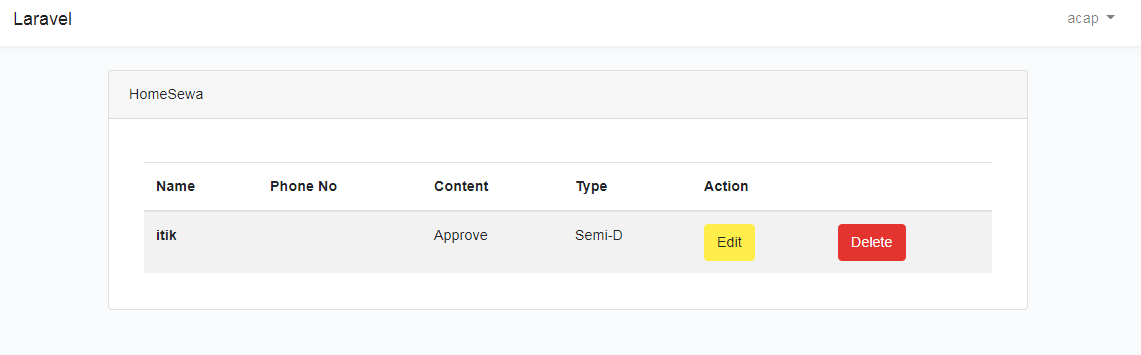 Laravel acap
HomeSewa
Name Phone No Content Type Action
itik Approve Semi-D Edit Delete